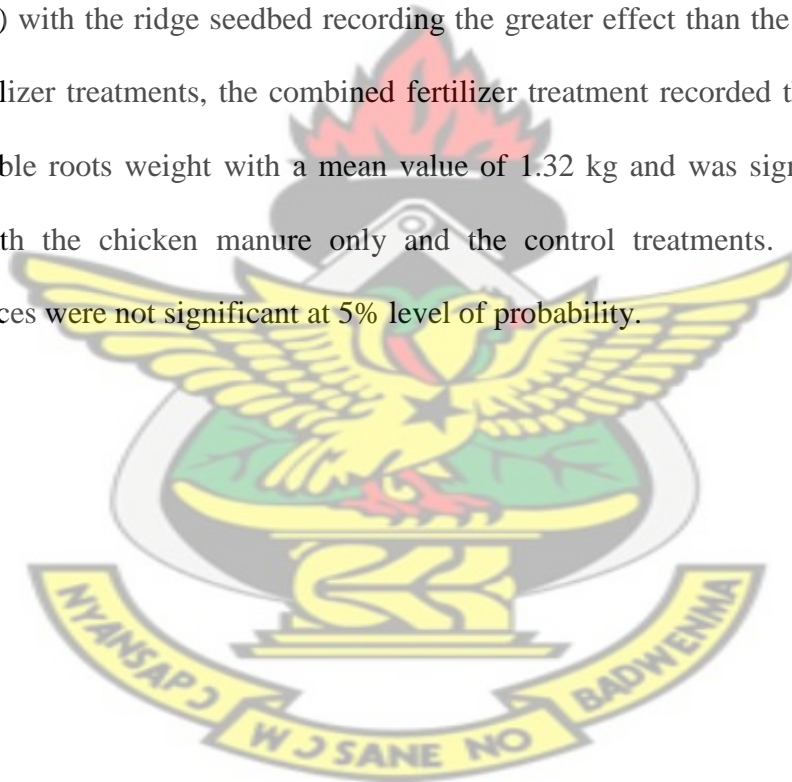 ) with the ridge seedbed recording the greater effect than the
lizer treatments, the combined fertilizer treatment recorded t
ble roots weight with a mean value of 1.32 kg and was sign
th the chicken manure only and the control treatments.
ces were not significant at 5% level of probability.
NYANSAPƆ
WƆSANE NO
BADWENMA